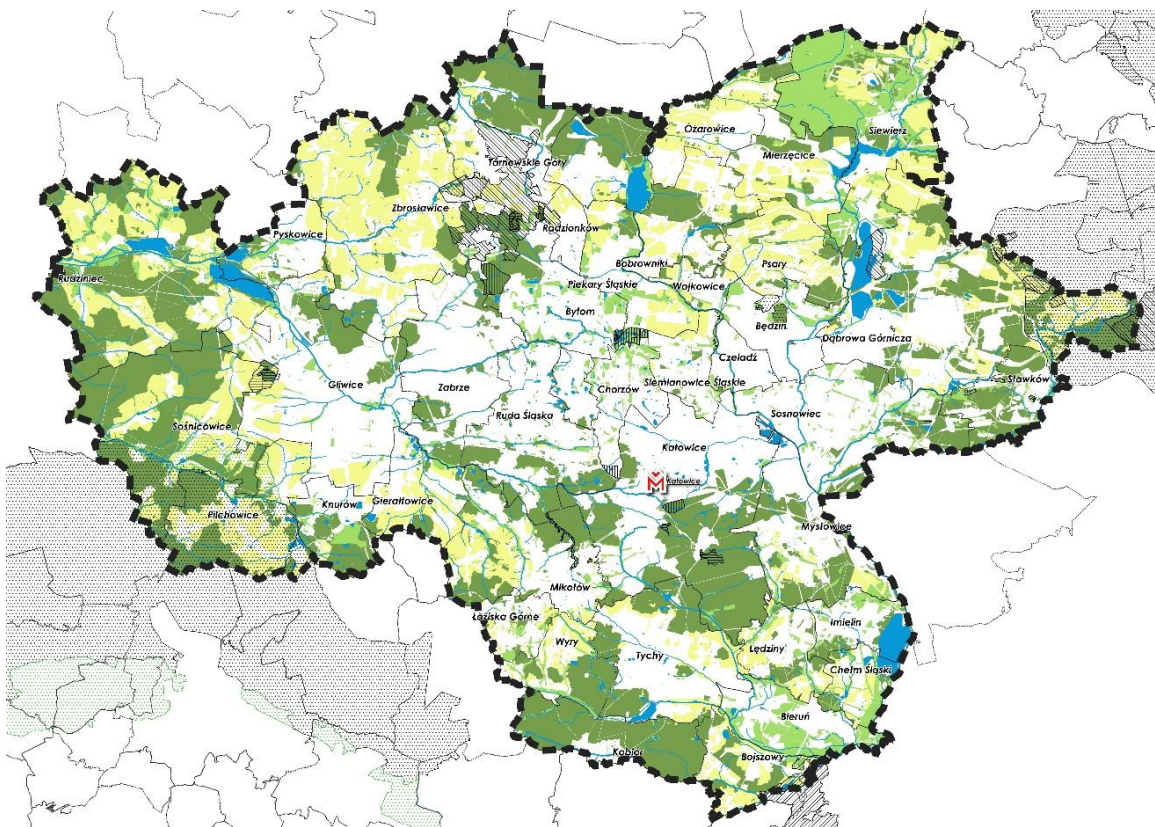 Ożarowice
Siewierz
Mierzęcice
Tarnowskie Góry
Zbrosławice
Radzionków
Pyskowice
Bobrowniki
Psary
Rudziniec
Piekary Śląskie
Wojkowice
Bytom
Będzin
Dąbrowa Górnicza
Czeladź
Sławków
Gliwice
Zabrze
Chorzów
Siemianowice Śląskie
Ruda Śląska
Sosnowiec
Sośnicowice
Katowice
Katowice
Knurów
Gierałtowice
Pilchowice
Mysłowice
Mikołów
Łaziska Górne
Imielin
Wyry
Tychy
Lędziny
Chełm Śląski
Bieruń
Kobiór
Bojszowy